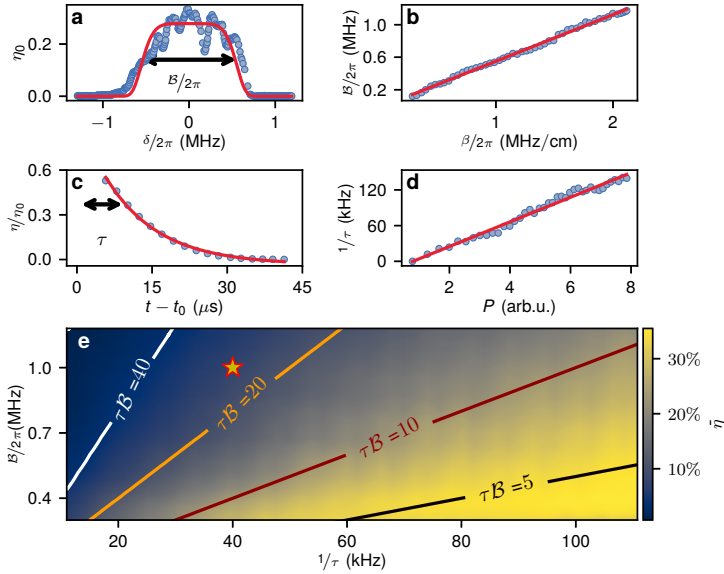 a
η₀
0.2
0.0
𝓑/2π
−1
0
1
δ/2π (MHz)
b
𝓑/2π (MHz)
1.0
0.6
0.2
1
2
β/2π (MHz/cm)
c
η/η₀
0.6
0.3
0.0
τ
0
15
30
45
t − t₀ (μs)
d
1/τ (kHz)
120
60
0
2
4
6
8
P (arb.u.)
e
𝓑/2π(MHz)
1.0
0.7
0.4
τ𝓑=40
τ𝓑=20
τ𝓑=10
τ𝓑=5
20
40
60
80
100
1/τ (kHz)
30%
20%
10%
η̄